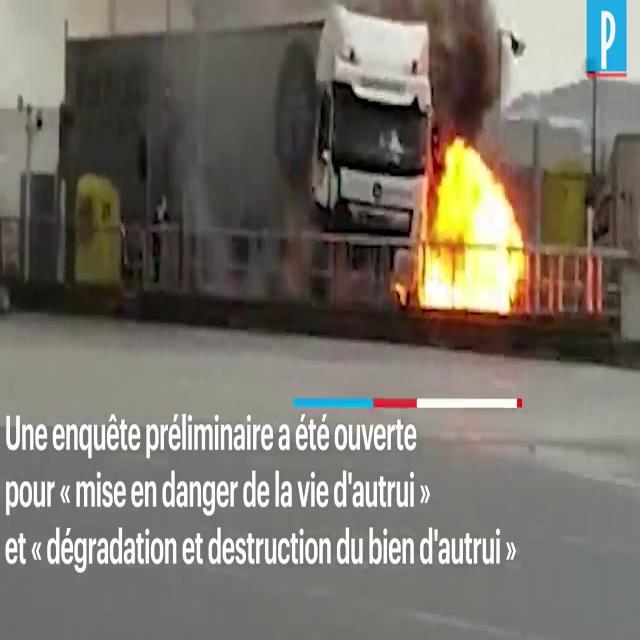 P
Une enquête préliminaire a été ouverte
pour « mise en danger de la vie d'autrui »
et « dégradation et destruction du bien d'autrui »